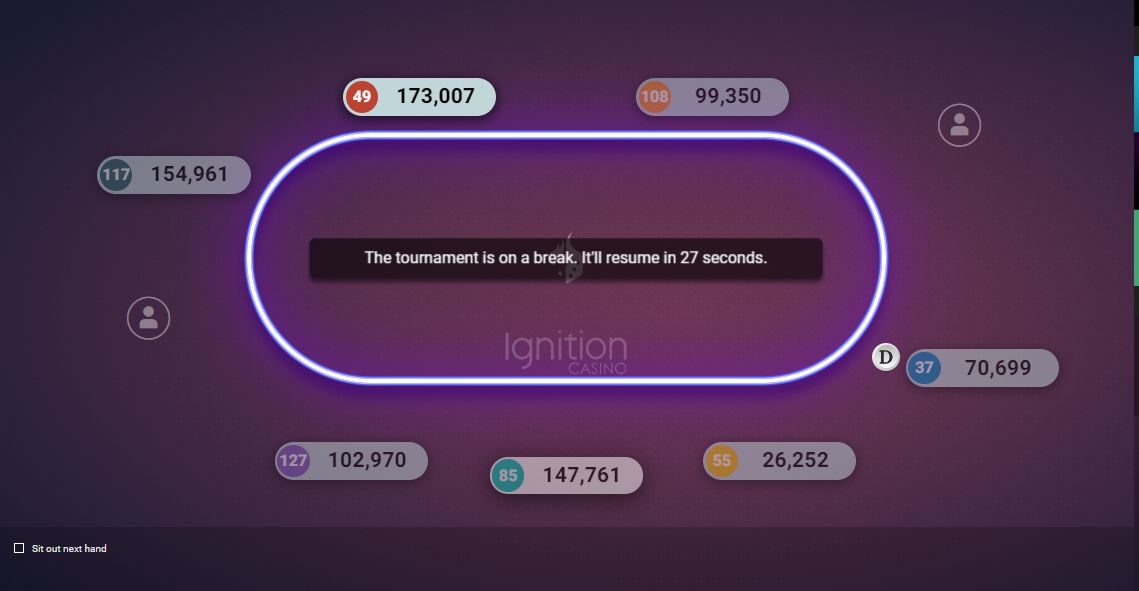 49 173,007
108 99,350
117 154,961
The tournament is on a break. It'll resume in 27 seconds.
Ignition
CASINO
D
37 70,699
127 102,970
85 147,761
55 26,252
Sit out next hand